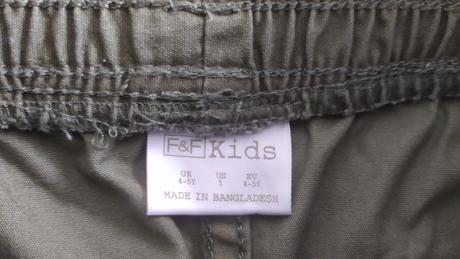 F&F Kids
UK US EU
4-5Y 5 4-5Y
MADE IN BANGLADESH